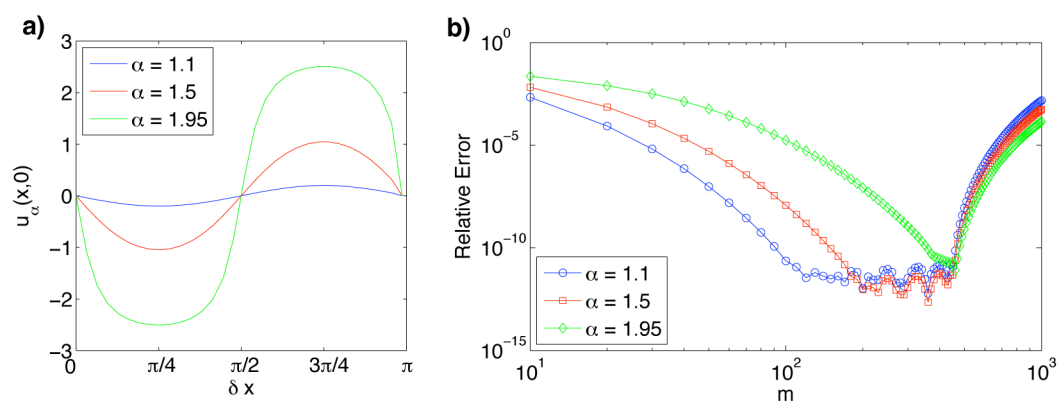 a)
3
2
1
0
−1
−2
−3
u_α(x,0)
α = 1.1
α = 1.5
α = 1.95
0
π/4
π/2
3π/4
π
δ x
b)
10^0
10^−5
10^−10
10^−15
Relative Error
α = 1.1
α = 1.5
α = 1.95
10^1
10^2
10^3
m